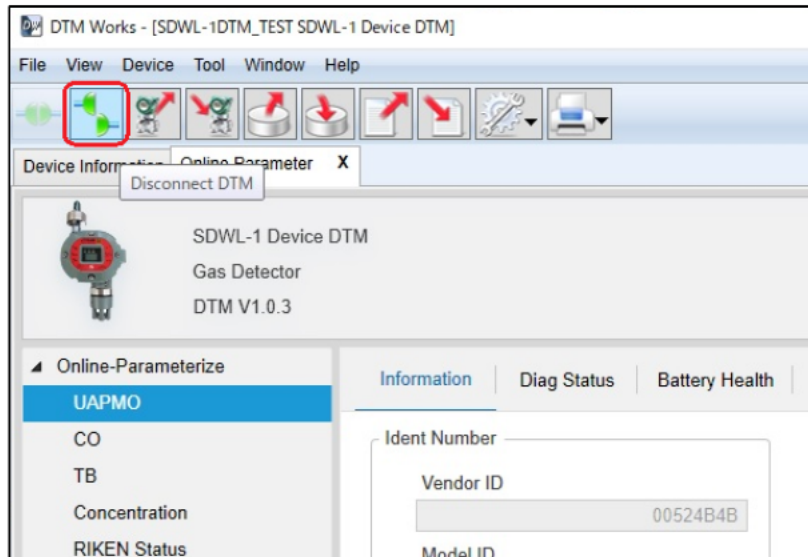 DTM Works - [SDWL-1DTM_TEST SDWL-1 Device DTM]
File View Device Tool Window Help
Device Information Online-Parameter X
Disconnect DTM
SDWL-1 Device DTM
Gas Detector
DTM V1.0.3
Online-Parameterize
Information Diag Status Battery Health
UAPMO
CO
Ident Number
TB
Vendor ID
Concentration
00524B4B
RIKEN Status
Model ID